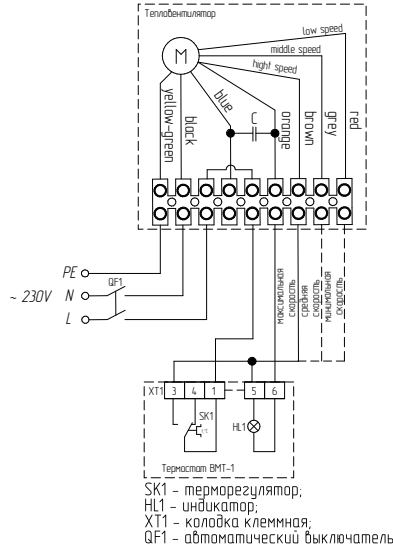 Тепловентилятор
low speed
middle speed
hight speed
M
yellow-green
black
blue
C
orange
brown
grey
red
PE
~ 230V
N
QF1
L
максимальная
скорость
средняя
скорость
минимальная
скорость
XT1 3 4 1 5 6
SK1
HL1
Термостат ВМТ-1
SK1 - терморегулятор;
HL1 - индикатор;
XT1 - колодка клеммная;
QF1 - автоматический выключатель